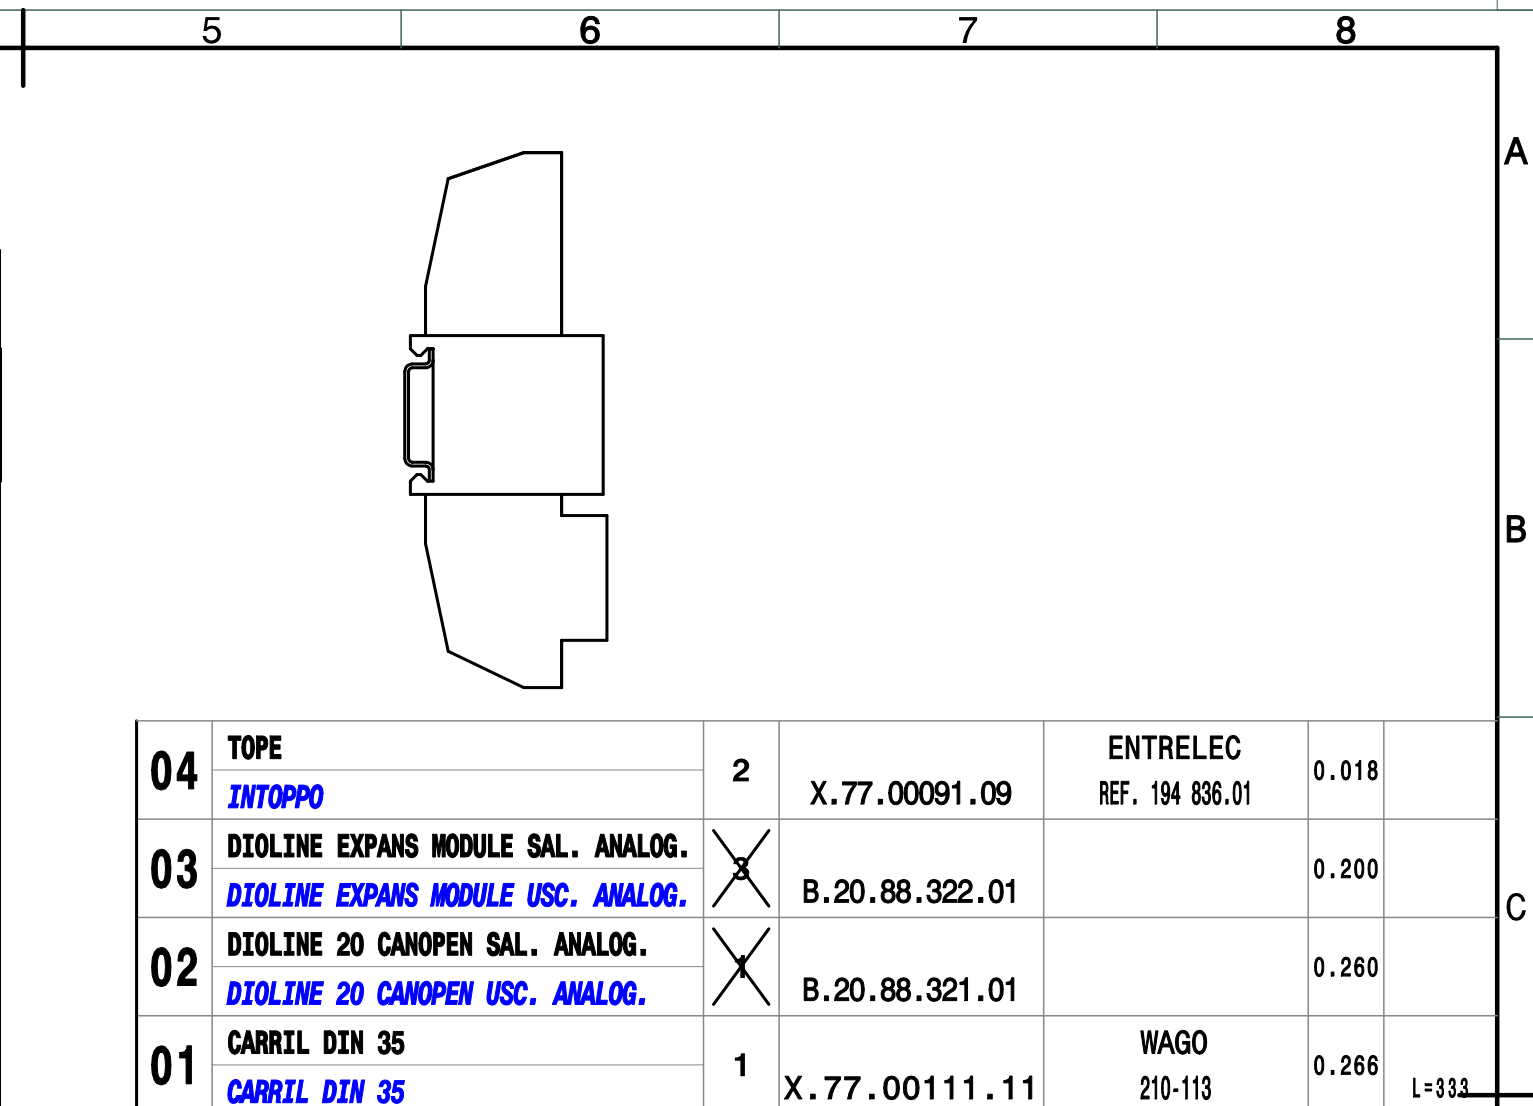 5 6 7 8
A
B
C
04 TOPE 2 X.77.00091.09 ENTRELEC 0.018
INTOPPO REF. 194 836.01
03 DIOLINE EXPANS MODULE SAL. ANALOG. 3 B.20.88.322.01 0.200
DIOLINE EXPANS MODULE USC. ANALOG.
02 DIOLINE 20 CANOPEN SAL. ANALOG. 1 B.20.88.321.01 0.260
DIOLINE 20 CANOPEN USC. ANALOG.
01 CARRIL DIN 35 1 X.77.00111.11 WAGO 0.266 L=333
CARRIL DIN 35 210-113